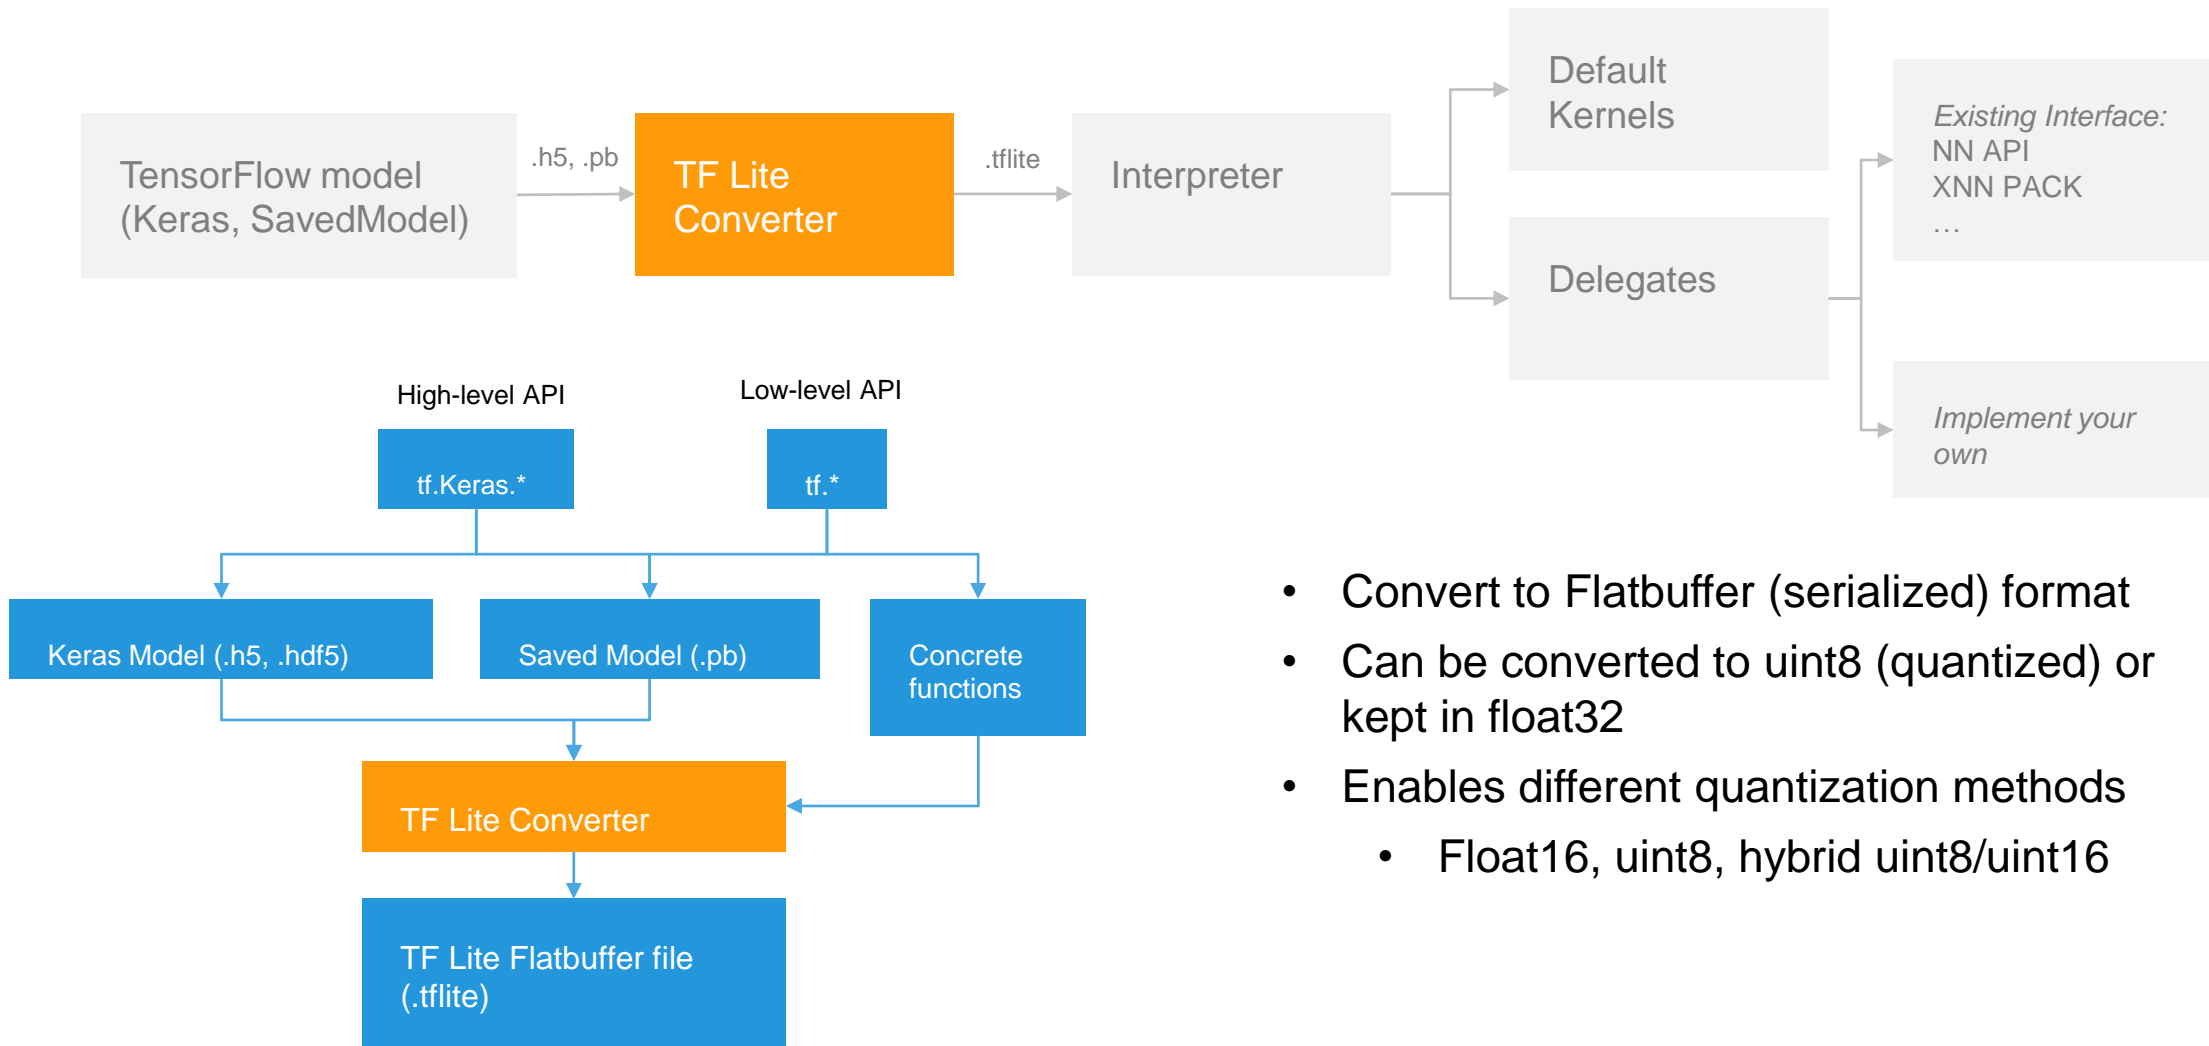 TensorFlow model
(Keras, SavedModel)
.h5, .pb
TF Lite
Converter
.tflite
Interpreter
Default
Kernels
Delegates
Existing Interface:
NN API
XNN PACK
…
Implement your
own
High-level API
Low-level API
tf.Keras.*
tf.*
Keras Model (.h5, .hdf5)
Saved Model (.pb)
Concrete
functions
TF Lite Converter
TF Lite Flatbuffer file
(.tflite)
• Convert to Flatbuffer (serialized) format
• Can be converted to uint8 (quantized) or
kept in float32
• Enables different quantization methods
• Float16, uint8, hybrid uint8/uint16